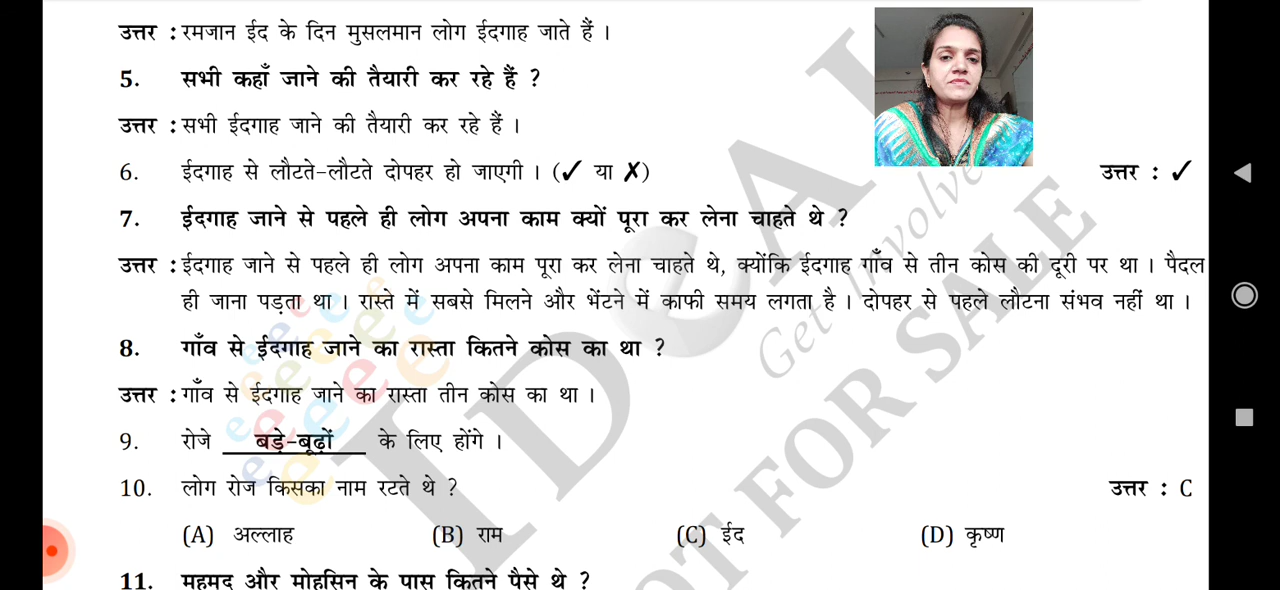 उत्तर : रमजान ईद के दिन मुसलमान लोग ईदगाह जाते हैं ।
5. सभी कहाँ जाने की तैयारी कर रहे हैं ?
उत्तर : सभी ईदगाह जाने की तैयारी कर रहे हैं ।
6. ईदगाह से लौटते-लौटते दोपहर हो जाएगी । (✓ या ✗) उत्तर : ✓
7. ईदगाह जाने से पहले ही लोग अपना काम क्यों पूरा कर लेना चाहते थे ?
उत्तर : ईदगाह जाने से पहले ही लोग अपना काम पूरा कर लेना चाहते थे, क्योंकि ईदगाह गाँव से तीन कोस की दूरी पर था । पैदल
ही जाना पड़ता था । रास्ते में सबसे मिलने और भेंटने में काफी समय लगता है । दोपहर से पहले लौटना संभव नहीं था ।
8. गाँव से ईदगाह जाने का रास्ता कितने कोस का था ?
उत्तर : गाँव से ईदगाह जाने का रास्ता तीन कोस का था ।
9. रोजे बड़े-बूढ़ों के लिए होंगे ।
10. लोग रोज किसका नाम रटते थे ? उत्तर : C
(A) अल्लाह (B) राम (C) ईद (D) कृष्ण
11. महमूद और मोहसिन के पास कितने पैसे थे ?
IDeAL
Get Involve
NOT FOR SALE